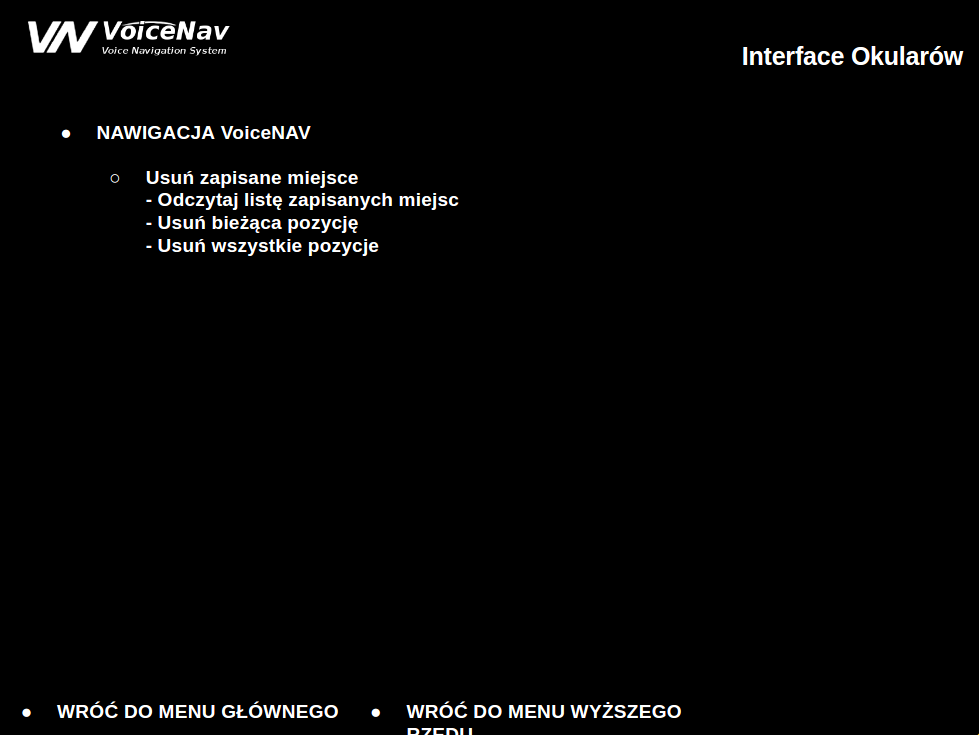 VN VoiceNav
Voice Navigation System
Interface Okularów
● NAWIGACJA VoiceNAV
○ Usuń zapisane miejsce
- Odczytaj listę zapisanych miejsc
- Usuń bieżąca pozycję
- Usuń wszystkie pozycje
● WRÓĆ DO MENU GŁÓWNEGO ● WRÓĆ DO MENU WYŻSZEGO
RZĘDU